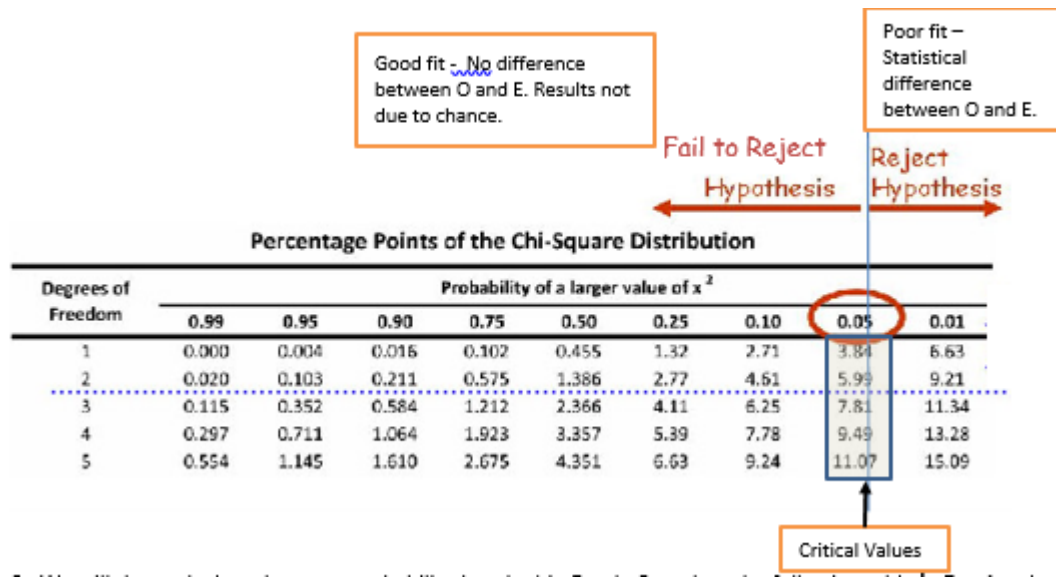 Good fit - No difference
between O and E. Results not
due to chance.
Poor fit –
Statistical
difference
between O and E.
Fail to Reject
Hypothesis
Reject
Hypothesis
Percentage Points of the Chi-Square Distribution
Degrees of
Freedom
Probability of a larger value of x 2
0.99 0.95 0.90 0.75 0.50 0.25 0.10 0.05 0.01
1 0.000 0.004 0.016 0.102 0.455 1.32 2.71 3.84 6.63
2 0.020 0.103 0.211 0.575 1.386 2.77 4.61 5.99 9.21
3 0.115 0.352 0.584 1.212 2.366 4.11 6.25 7.81 11.34
4 0.297 0.711 1.064 1.923 3.357 5.39 7.78 9.49 13.28
5 0.554 1.145 1.610 2.675 4.351 6.63 9.24 11.07 15.09
Critical Values